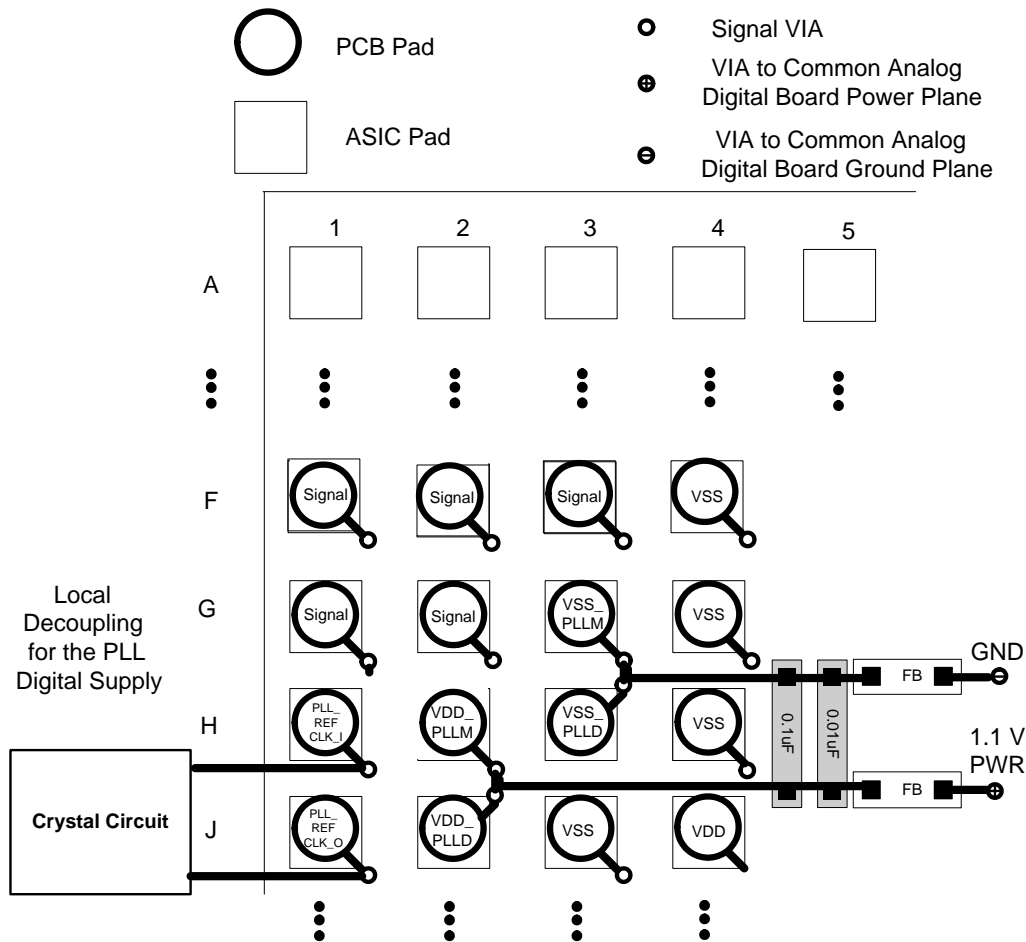 PCB Pad
Signal VIA
VIA to Common Analog
Digital Board Power Plane
ASIC Pad
VIA to Common Analog
Digital Board Ground Plane
1
2
3
4
5
A
F
Signal
Signal
Signal
VSS
Local
Decoupling
for the PLL
Digital Supply
G
Signal
Signal
VSS_
PLLM
VSS
GND
FB
H
PLL_
REF
CLK_I
VDD_
PLLM
VSS_
PLLD
VSS
0.1uF
0.01uF
1.1 V
PWR
FB
Crystal Circuit
J
PLL_
REF
CLK_O
VDD_
PLLD
VSS
VDD